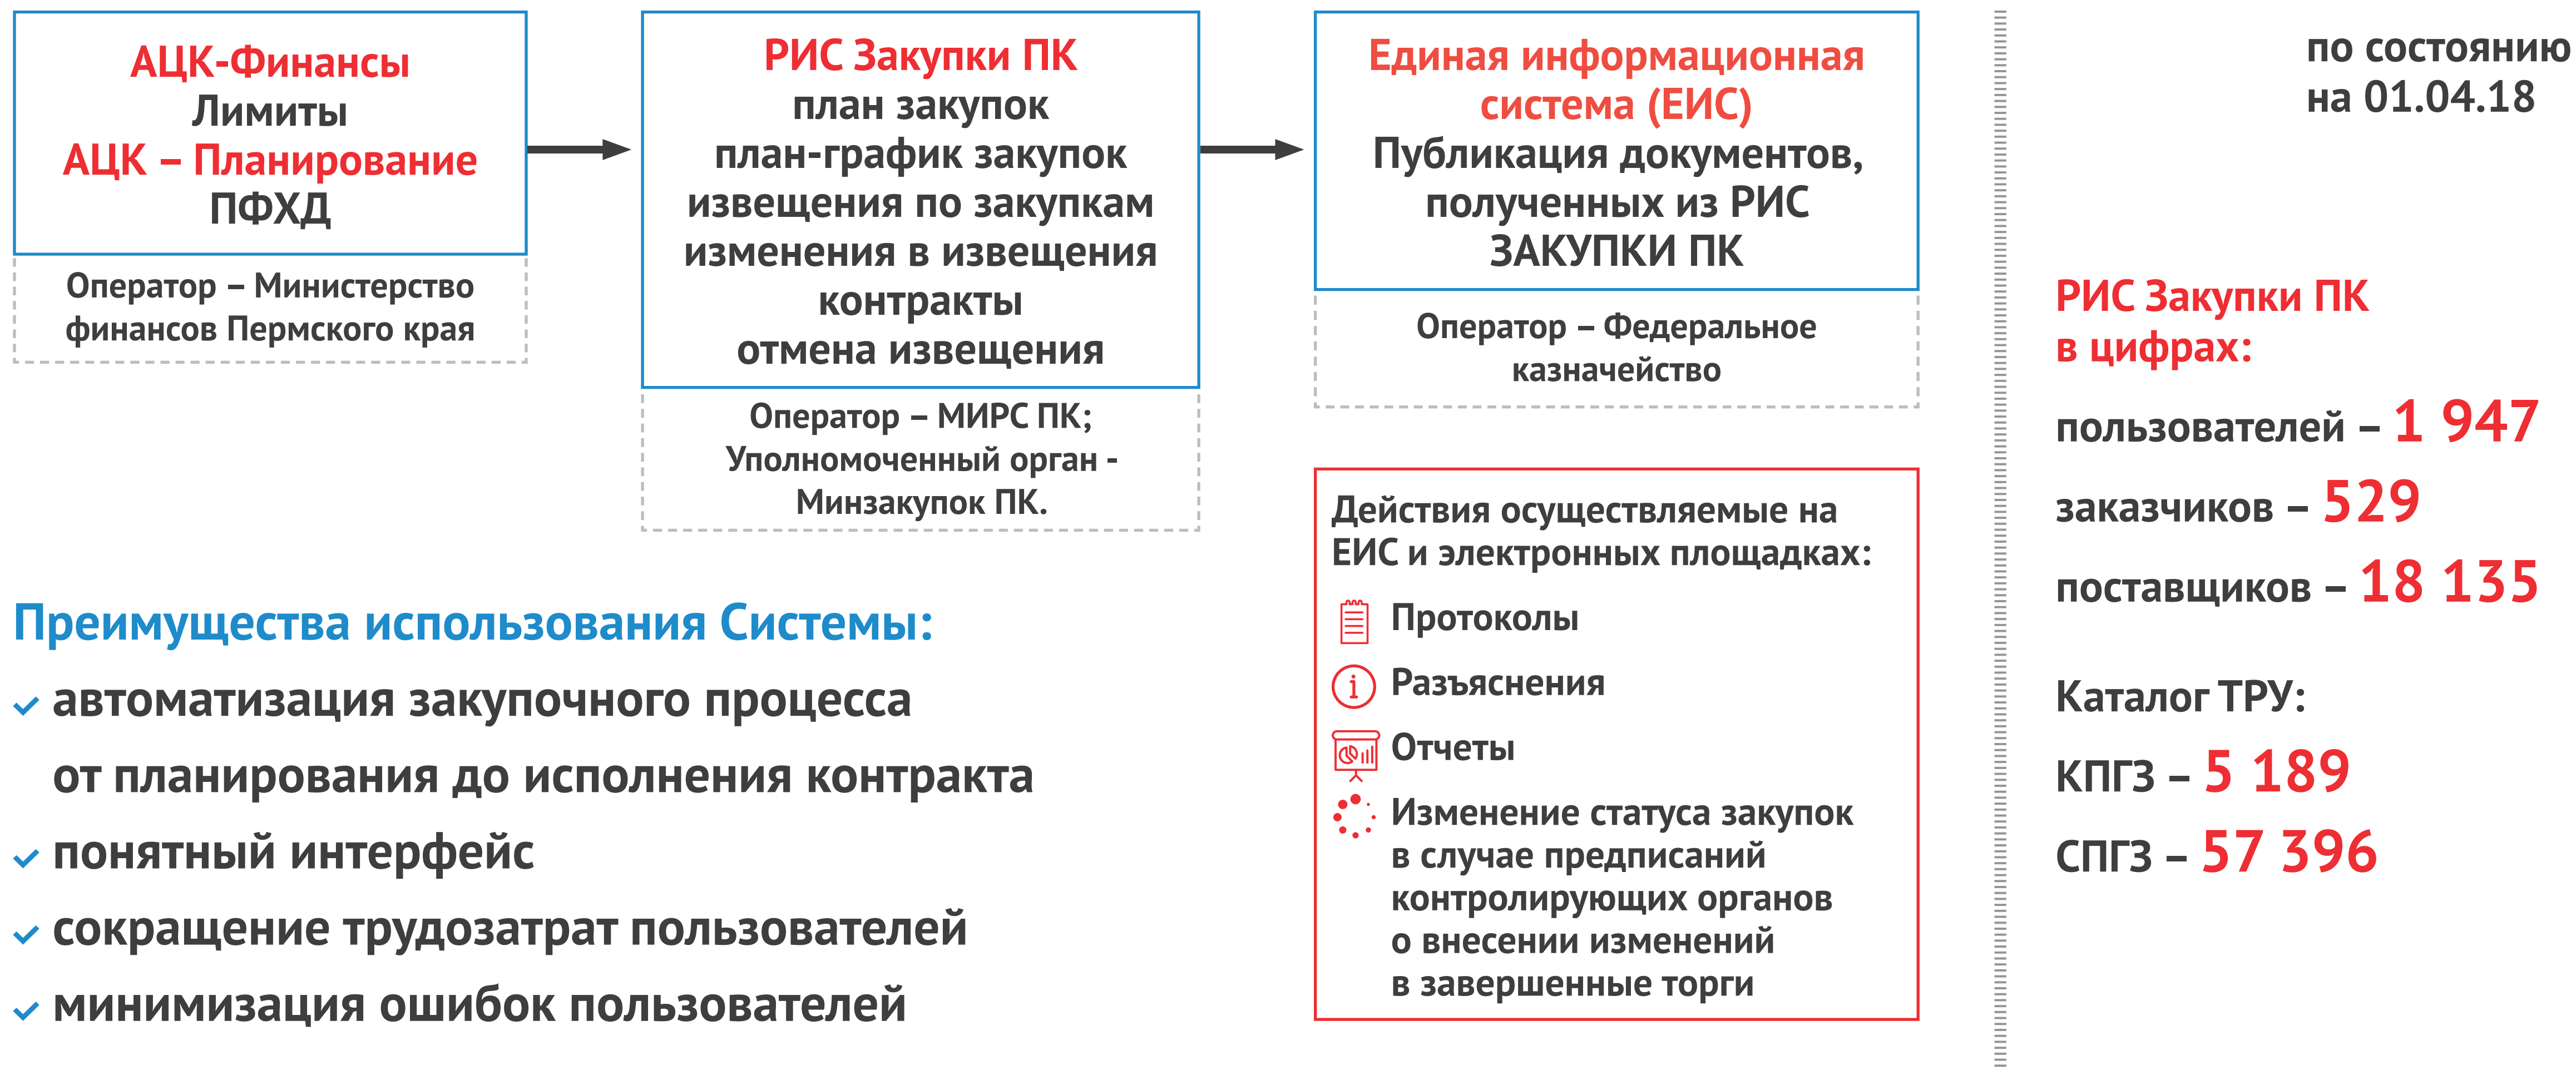 АЦК-Финансы
Лимиты
АЦК – Планирование
ПФХД
Оператор – Министерство
финансов Пермского края
РИС Закупки ПК
план закупок
план-график закупок
извещения по закупкам
изменения в извещения
контракты
отмена извещения
Оператор – МИРС ПК;
Уполномоченный орган -
Минзакупок ПК.
Единая информационная
система (ЕИС)
Публикация документов,
полученных из РИС
ЗАКУПКИ ПК
Оператор – Федеральное
казначейство
Преимущества использования Системы:
автоматизация закупочного процесса
от планирования до исполнения контракта
понятный интерфейс
сокращение трудозатрат пользователей
минимизация ошибок пользователей
Действия осуществляемые на
ЕИС и электронных площадках:
Протоколы
Разъяснения
Отчеты
Изменение статуса закупок
в случае предписаний
контролирующих органов
о внесении изменений
в завершенные торги
по состоянию
на 01.04.18
РИС Закупки ПК
в цифрах:
пользователей – 1 947
заказчиков – 529
поставщиков – 18 135
Каталог ТРУ:
КПГЗ – 5 189
СПГЗ – 57 396